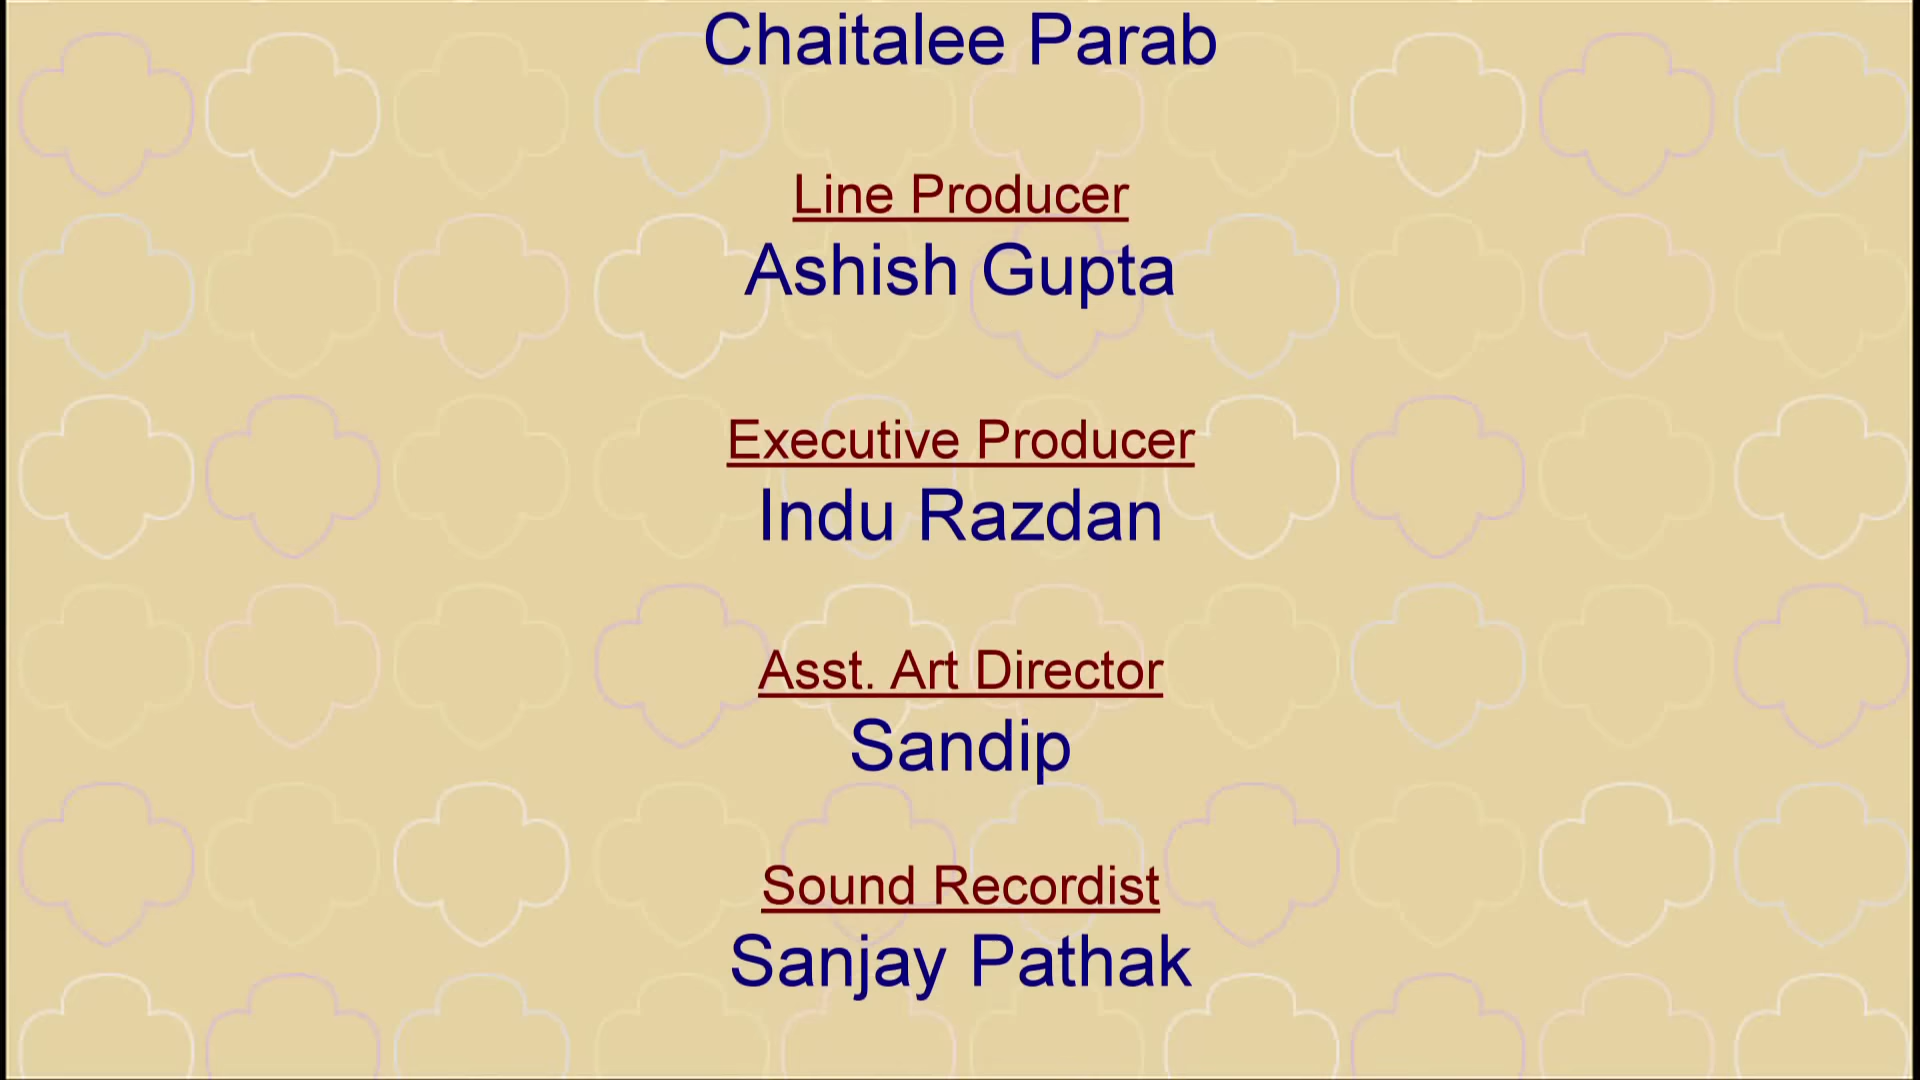 Chaitalee Parab
Line Producer
Ashish Gupta
Executive Producer
Indu Razdan
Asst. Art Director
Sandip
Sound Recordist
Sanjay Pathak